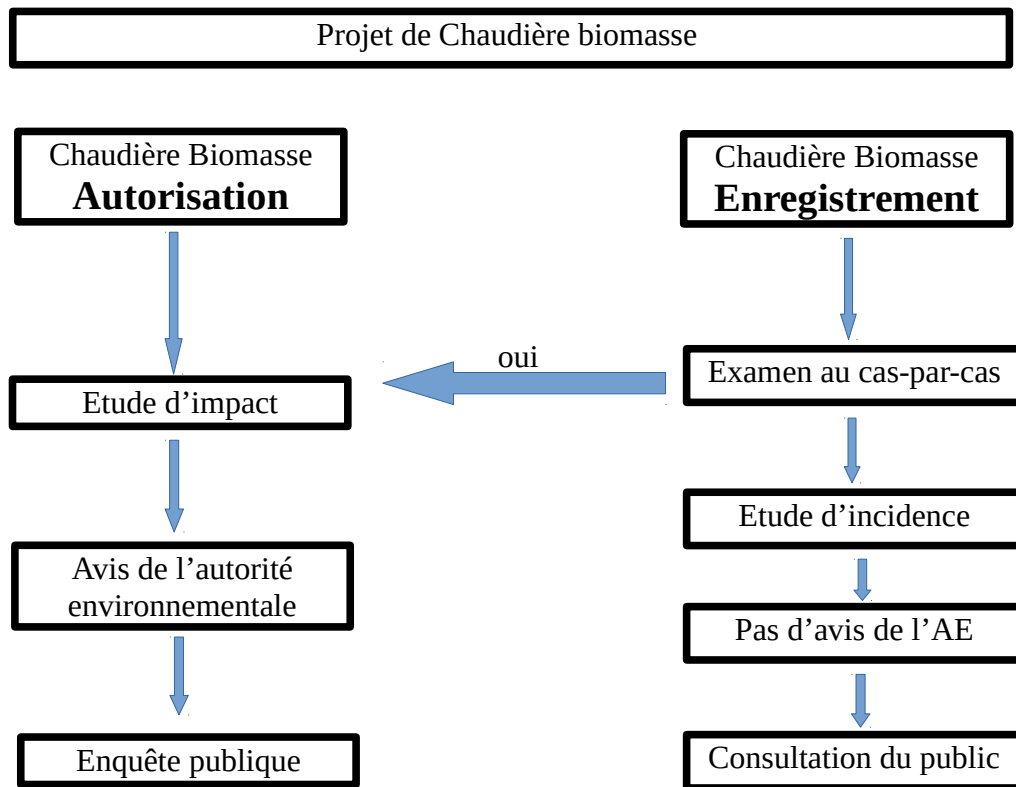 Projet de Chaudière biomasse
Chaudière Biomasse
Autorisation
Chaudière Biomasse
Enregistrement
oui
Etude d’impact
Examen au cas-par-cas
Etude d’incidence
Avis de l’autorité
environnementale
Pas d’avis de l’AE
Enquête publique
Consultation du public